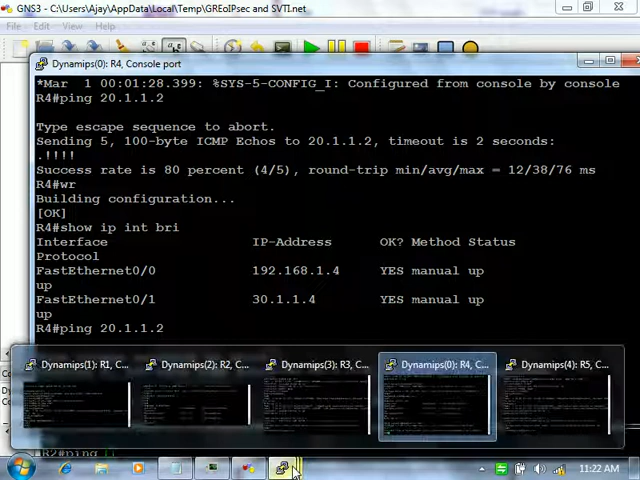 GNS3 - C:\Users\Ajay\AppData\Local\Temp\GREoIPsec and SVTI.net
File Edit View
Dynamips(0): R4, Console port
*Mar 1 00:01:28.399: %SYS-5-CONFIG_I: Configured from console by console
R4#ping 20.1.1.2
Type escape sequence to abort.
Sending 5, 100-byte ICMP Echos to 20.1.1.2, timeout is 2 seconds:
.!!!!
Success rate is 80 percent (4/5), round-trip min/avg/max = 12/38/76 ms
R4#wr
Building configuration...
[OK]
R4#show ip int bri
Interface IP-Address OK? Method Status
Protocol
FastEthernet0/0 192.168.1.4 YES manual up
up
FastEthernet0/1 30.1.1.4 YES manual up
up
R4#ping 20.1.1.2
Dynamips(1): R1, C... Dynamips(2): R2, C... Dynamips(3): R3, C... Dynamips(0): R4, C... Dynamips(4): R5, C...
R2#ping
11:22 AM